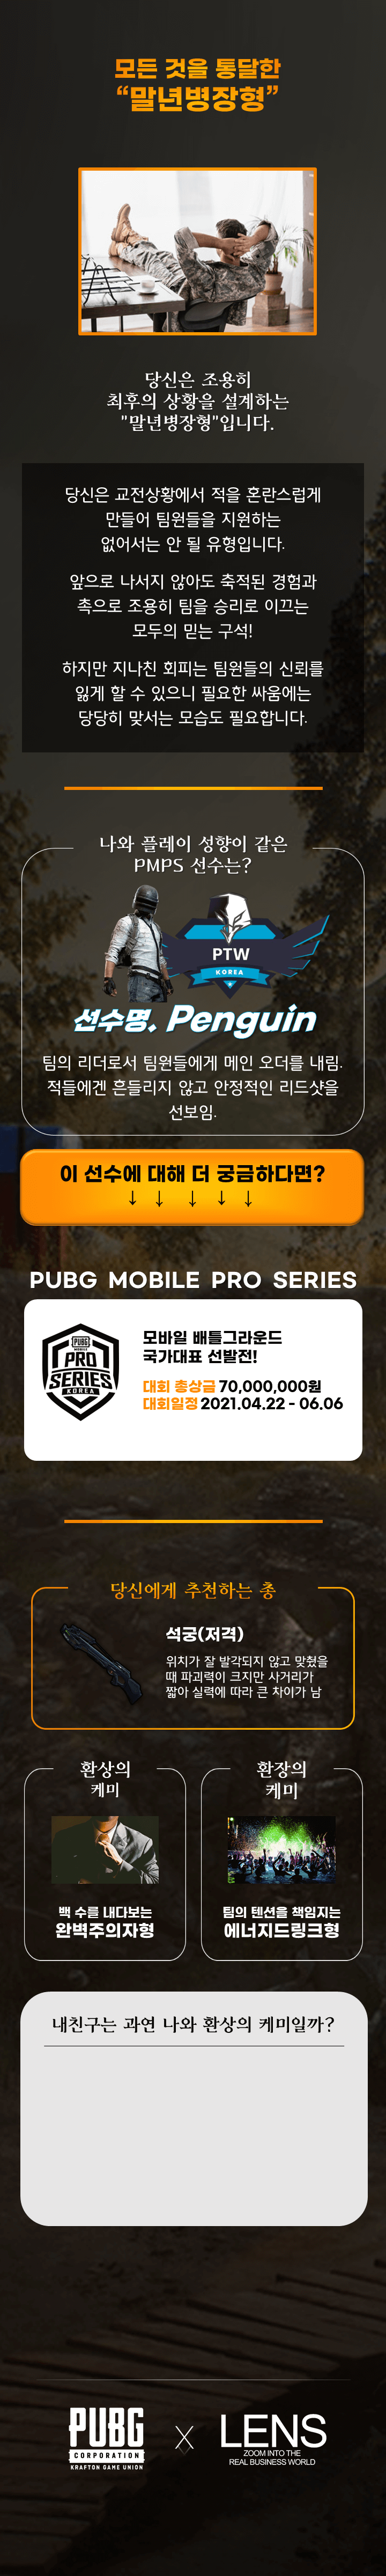 모든 것을 통달한
“말년병장형”
당신은 조용히
최후의 상황을 설계하는
"말년병장형"입니다.
당신은 교전상황에서 적을 혼란스럽게
만들어 팀원들을 지원하는
없어서는 안 될 유형입니다.
앞으로 나서지 않아도 축적된 경험과
촉으로 조용히 팀을 승리로 이끄는
모두의 믿는 구석!
하지만 지나친 회피는 팀원들의 신뢰를
잃게 할 수 있으니 필요한 싸움에는
당당히 맞서는 모습도 필요합니다.
나와 플레이 성향이 같은
PMPS 선수는?
PTW
KOREA
선수명. Penguin
팀의 리더로서 팀원들에게 메인 오더를 내림.
적들에겐 흔들리지 않고 안정적인 리드샷을
선보임.
이 선수에 대해 더 궁금하다면?
↓ ↓ ↓ ↓ ↓
PUBG MOBILE PRO SERIES
PUBG
MOBILE
PRO
SERIES
KOREA
모바일 배틀그라운드
국가대표 선발전!
대회 총상금 70,000,000원
대회일정 2021.04.22 - 06.06
당신에게 추천하는 총
석궁(저격)
위치가 잘 발각되지 않고 맞췄을
때 파괴력이 크지만 사거리가
짧아 실력에 따라 큰 차이가 남
환상의
케미
백 수를 내다보는
완벽주의자형
환장의
케미
팀의 텐션을 책임지는
에너지드링크형
내친구는 과연 나와 환상의 케미일까?
PUBG
CORPORATION
KRAFTON GAME UNION
X
LENS
ZOOM INTO THE
REAL BUSINESS WORLD